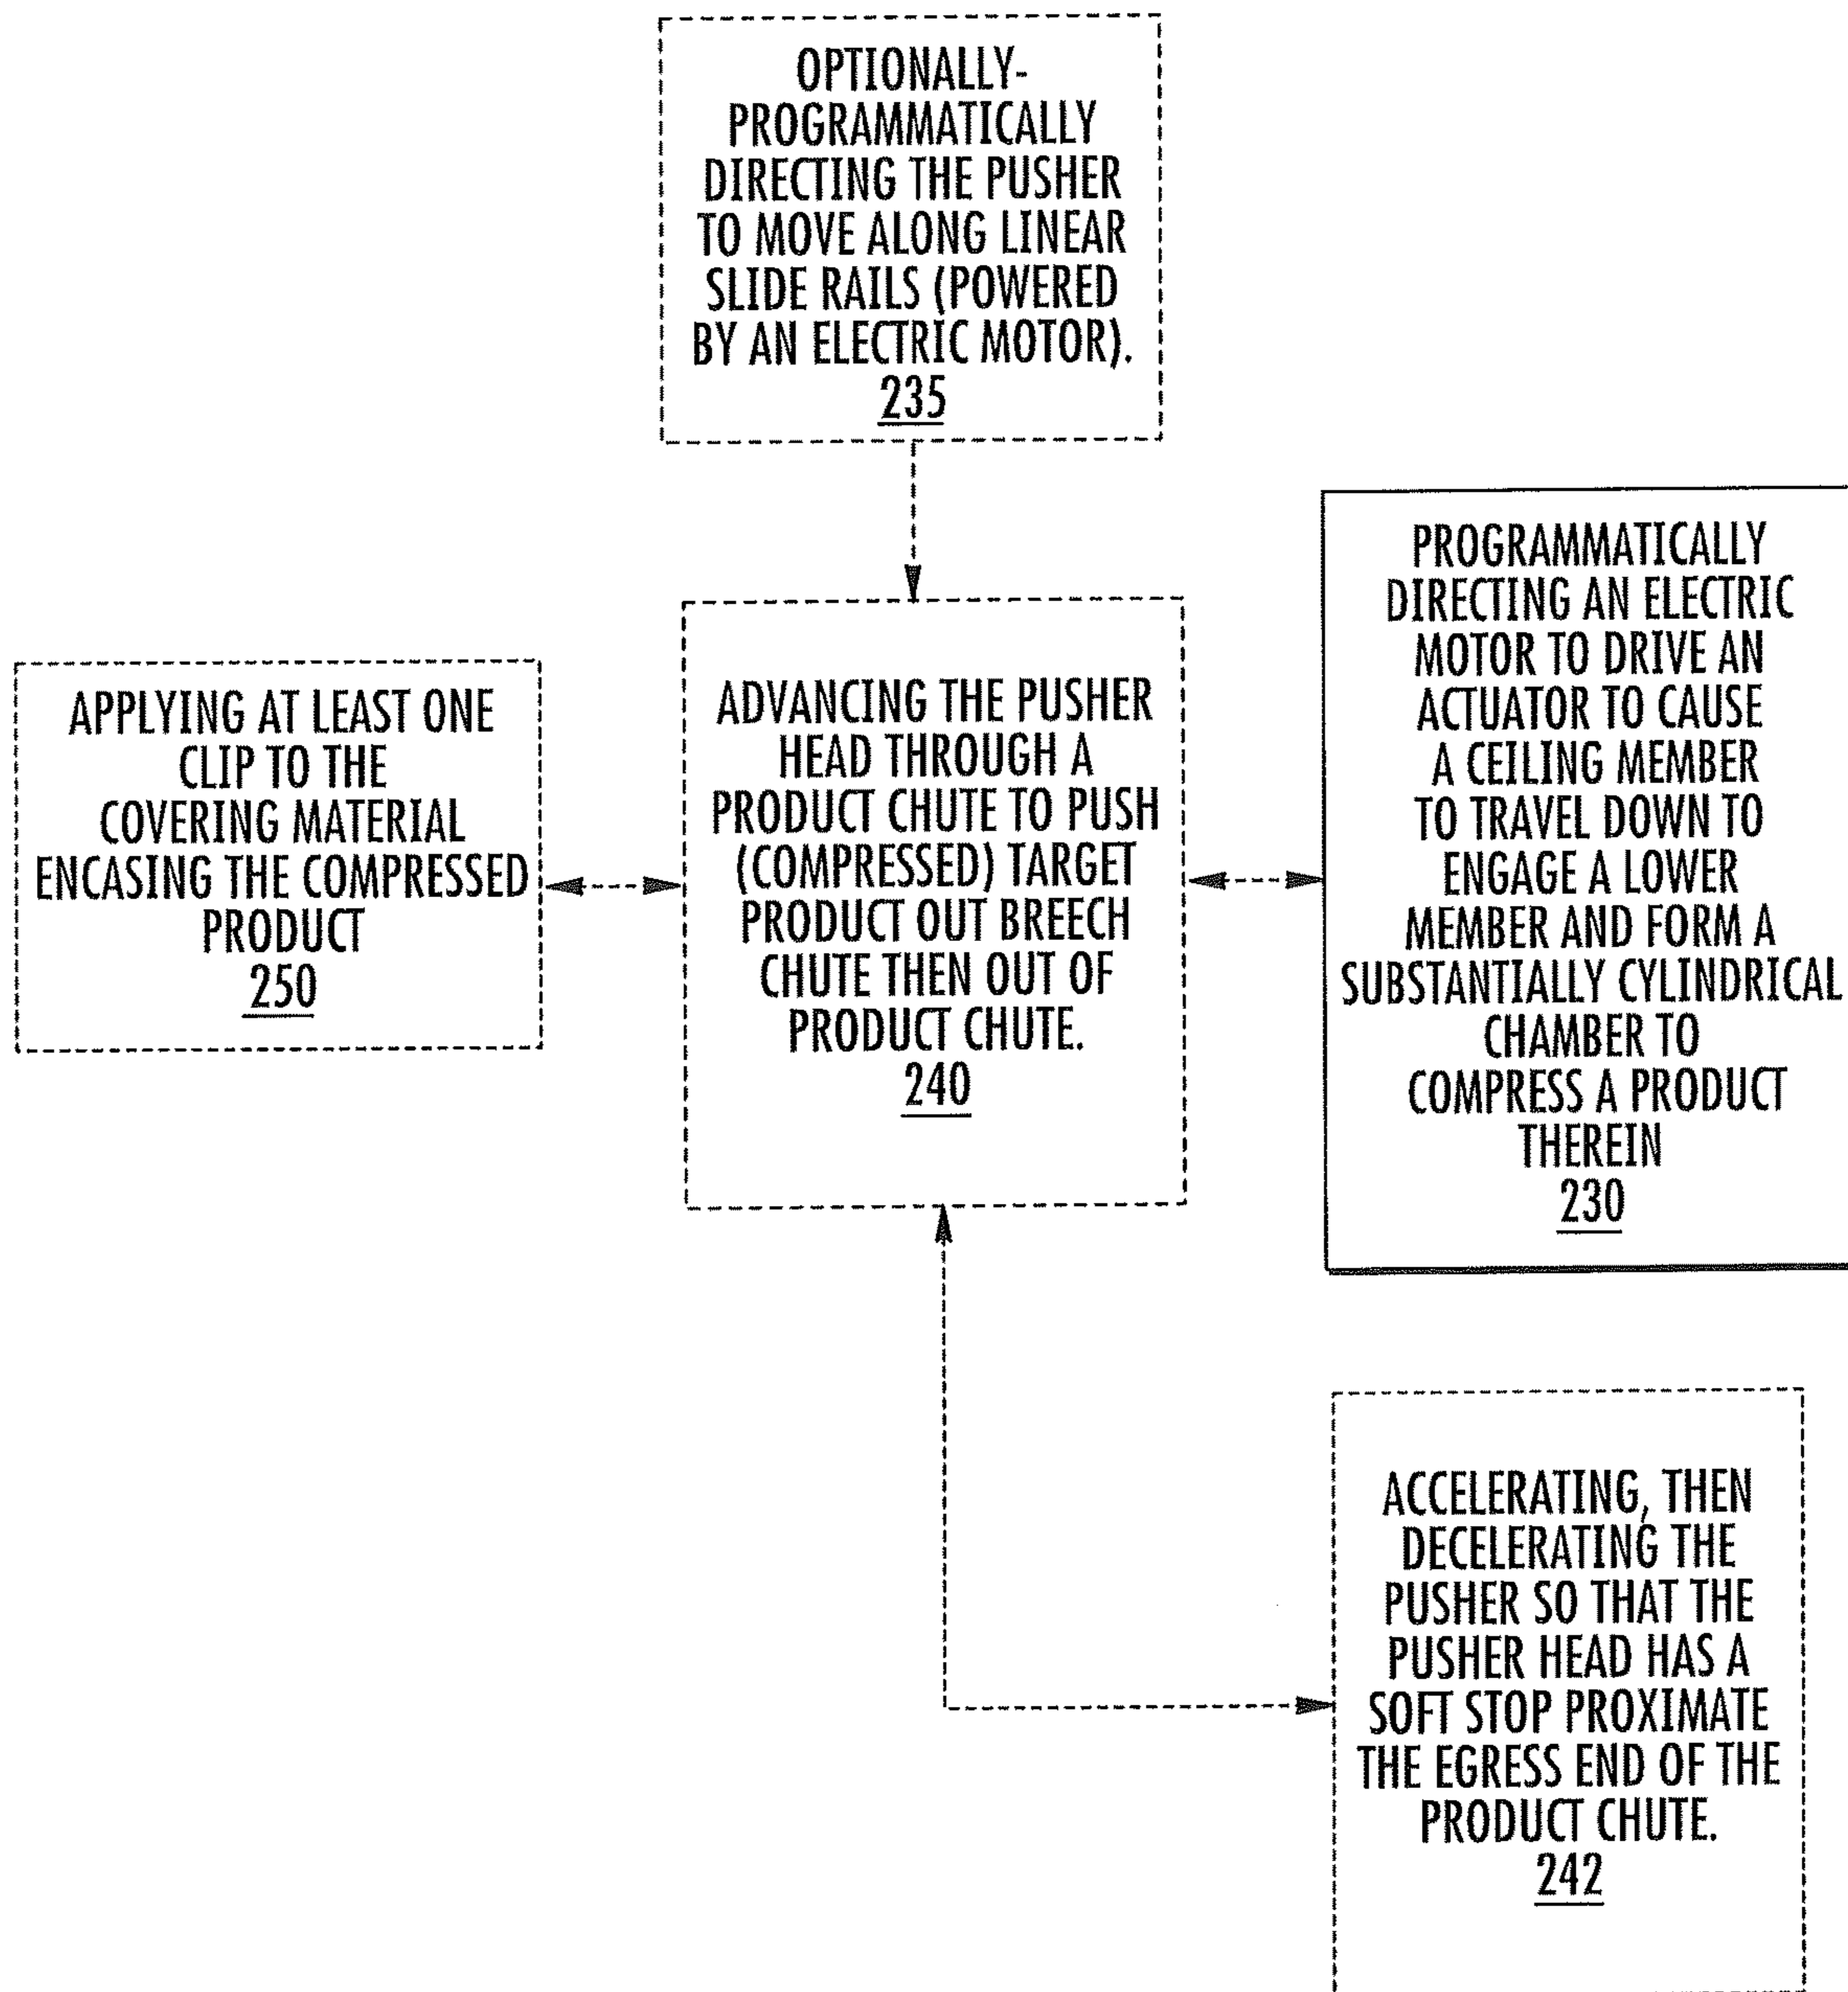 OPTIONALLY-
PROGRAMMATICALLY
DIRECTING THE PUSHER
TO MOVE ALONG LINEAR
SLIDE RAILS (POWERED
BY AN ELECTRIC MOTOR).
235
APPLYING AT LEAST ONE
CLIP TO THE
COVERING MATERIAL
ENCASING THE COMPRESSED
PRODUCT
250
ADVANCING THE PUSHER
HEAD THROUGH A
PRODUCT CHUTE TO PUSH
(COMPRESSED) TARGET
PRODUCT OUT BREECH
CHUTE THEN OUT OF
PRODUCT CHUTE.
240
PROGRAMMATICALLY
DIRECTING AN ELECTRIC
MOTOR TO DRIVE AN
ACTUATOR TO CAUSE
A CEILING MEMBER
TO TRAVEL DOWN TO
ENGAGE A LOWER
MEMBER AND FORM A
SUBSTANTIALLY CYLINDRICAL
CHAMBER TO
COMPRESS A PRODUCT
THEREIN
230
ACCELERATING, THEN
DECELERATING THE
PUSHER SO THAT THE
PUSHER HEAD HAS A
SOFT STOP PROXIMATE
THE EGRESS END OF THE
PRODUCT CHUTE.
242